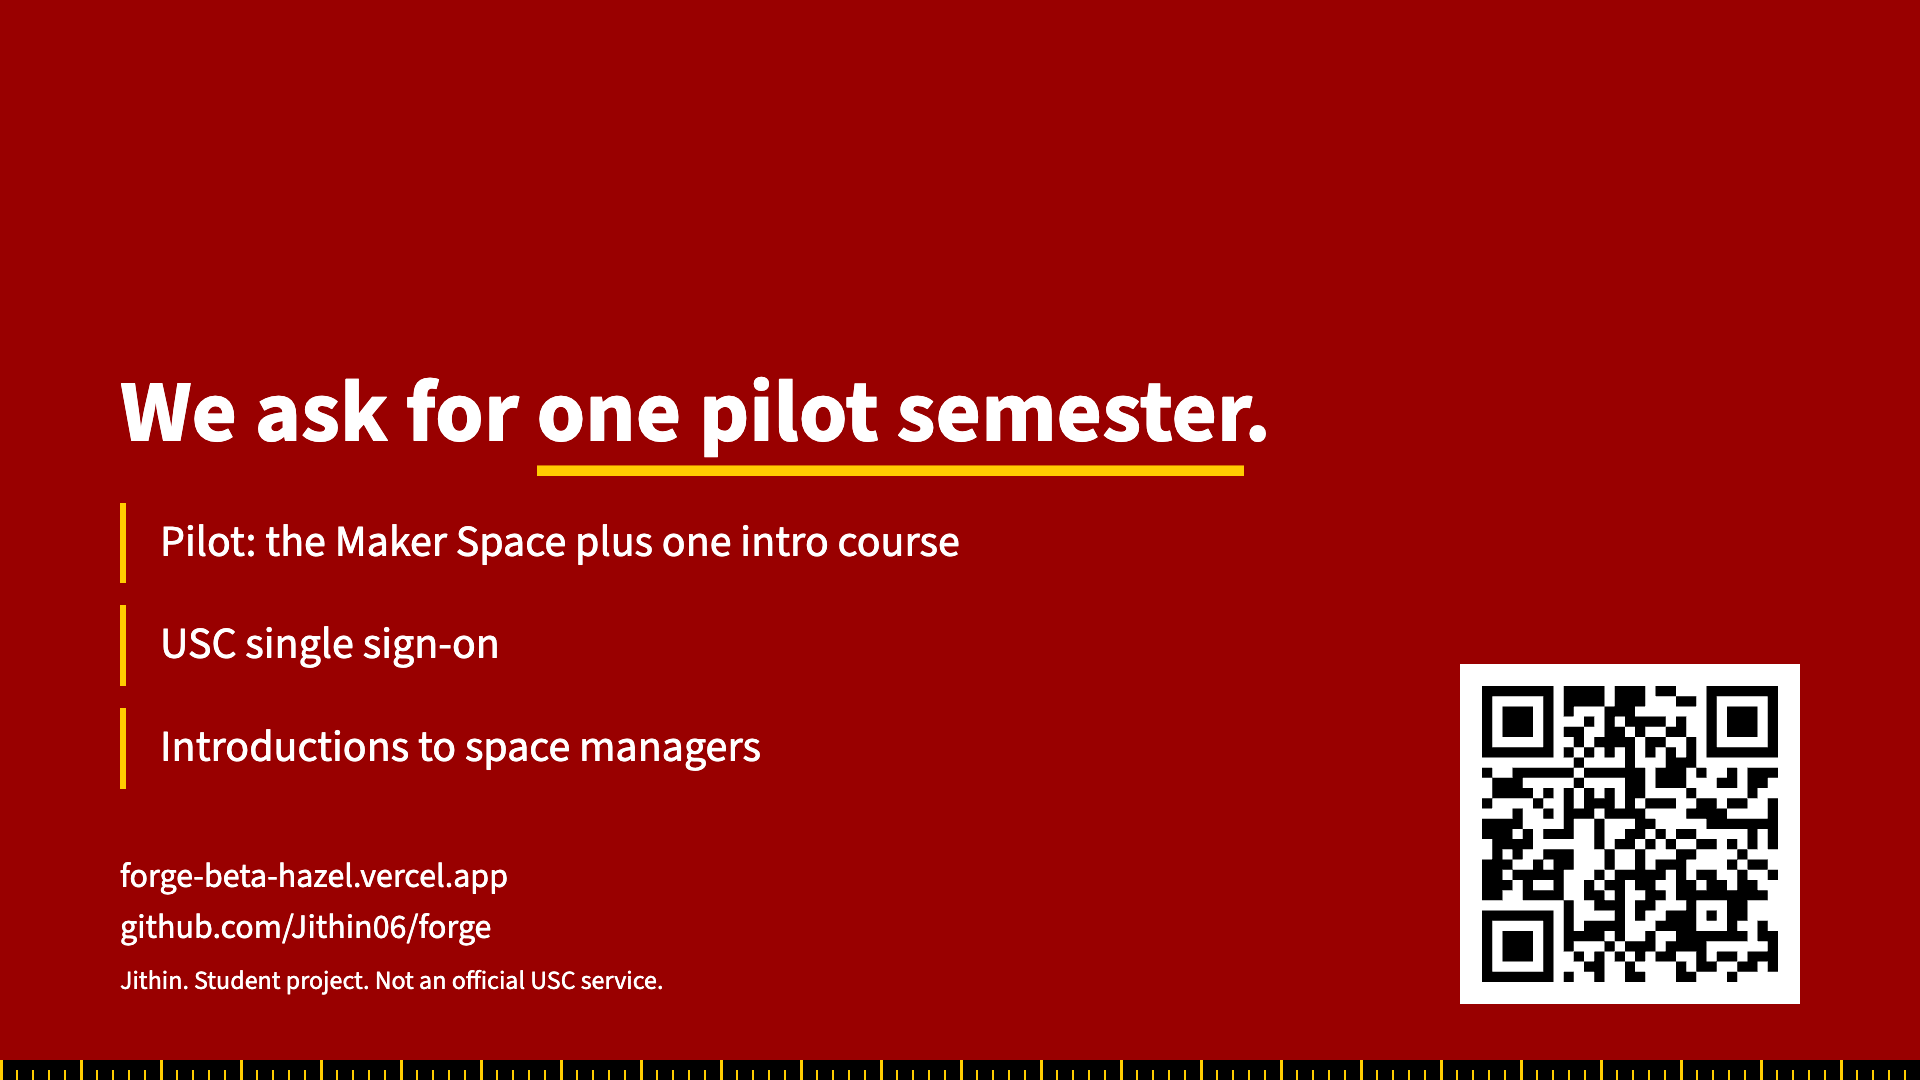 We ask for one pilot semester.
Pilot: the Maker Space plus one intro course
USC single sign-on
Introductions to space managers
forge-beta-hazel.vercel.app
github.com/Jithin06/forge
Jithin. Student project. Not an official USC service.